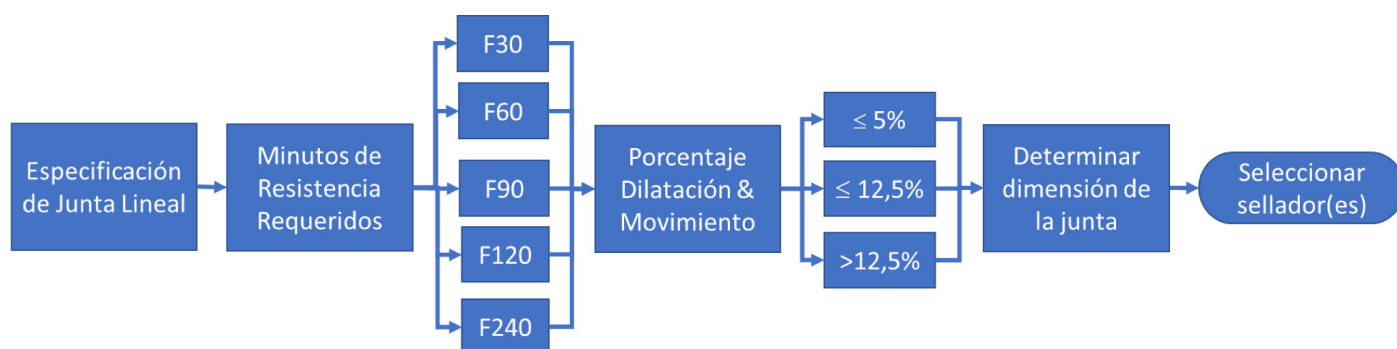 Especificación
de Junta Lineal
Minutos de
Resistencia
Requeridos
F30
F60
F90
F120
F240
Porcentaje
Dilatación &
Movimiento
≤ 5%
≤ 12,5%
>12,5%
Determinar
dimensión de
la junta
Seleccionar
sellador(es)